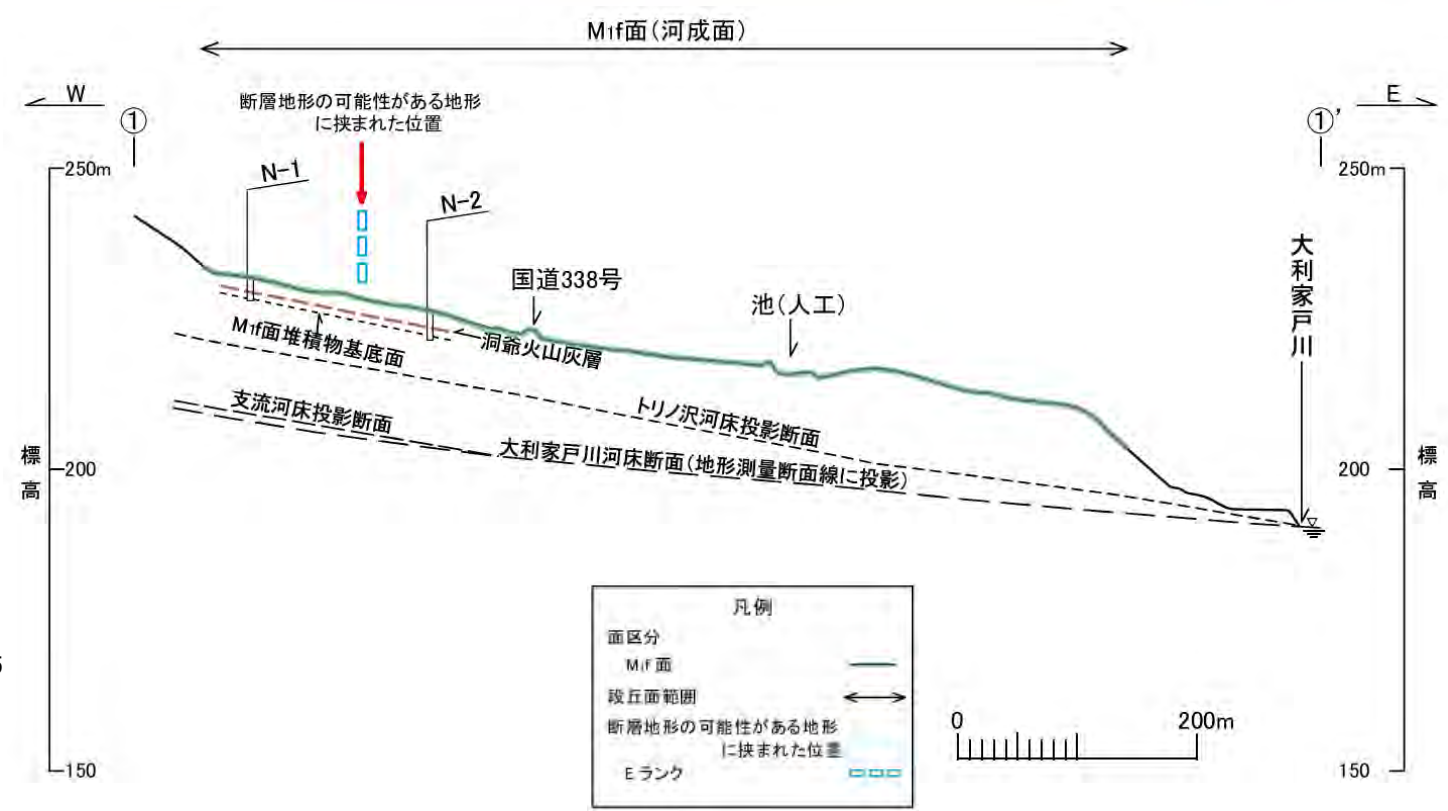 M1f面(河成面)
W
E
断層地形の可能性がある地形
に挟まれた位置
①
①’
250m
250m
N-1
N-2
国道338号
池(人工)
大利家戸川
M1f面堆積物基底面
洞爺火山灰層
トリノ沢河床投影断面
支流河床投影断面
大利家戸川河床断面(地形測量断面線に投影)
標高
200
200
標高
凡例
面区分
M1f面
段丘面範囲
断層地形の可能性がある地形
に挟まれた位置
Eランク
0
200m
150
150